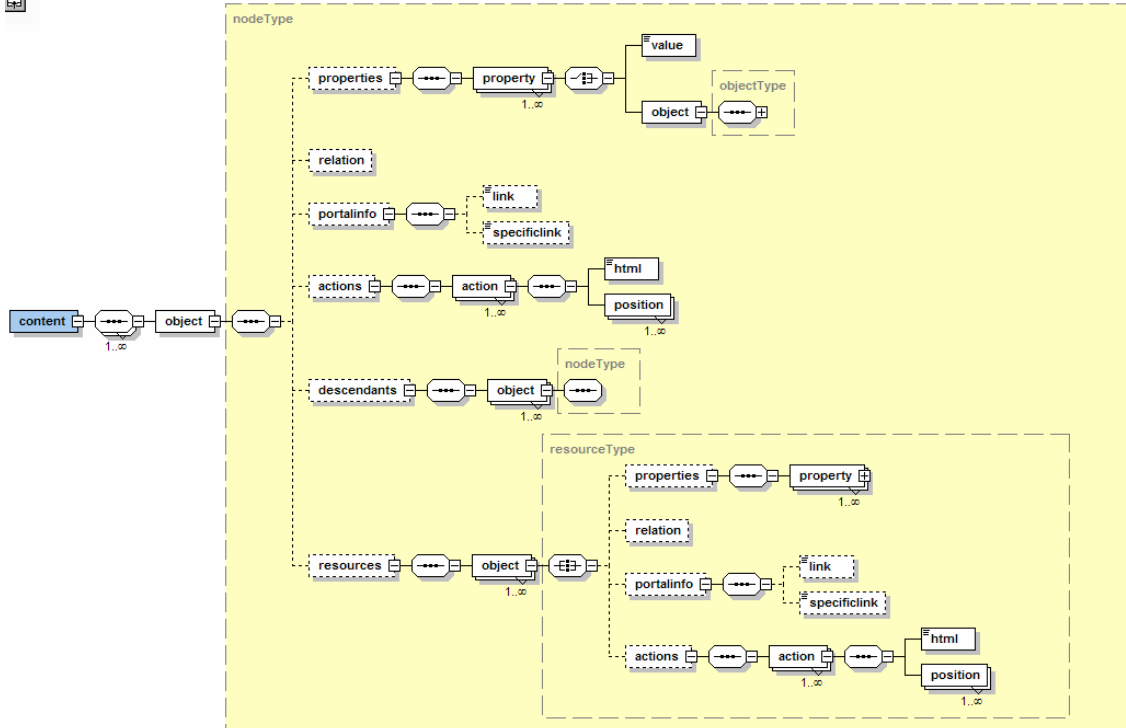 nodeType
value
properties
property
1..∞
objectType
object
relation
portalinfo
link
specificlink
actions
action
1..∞
html
position
1..∞
content
1..∞
object
nodeType
descendants
object
1..∞
resourceType
properties
property
1..∞
relation
resources
object
1..∞
portalinfo
link
specificlink
actions
action
1..∞
html
position
1..∞